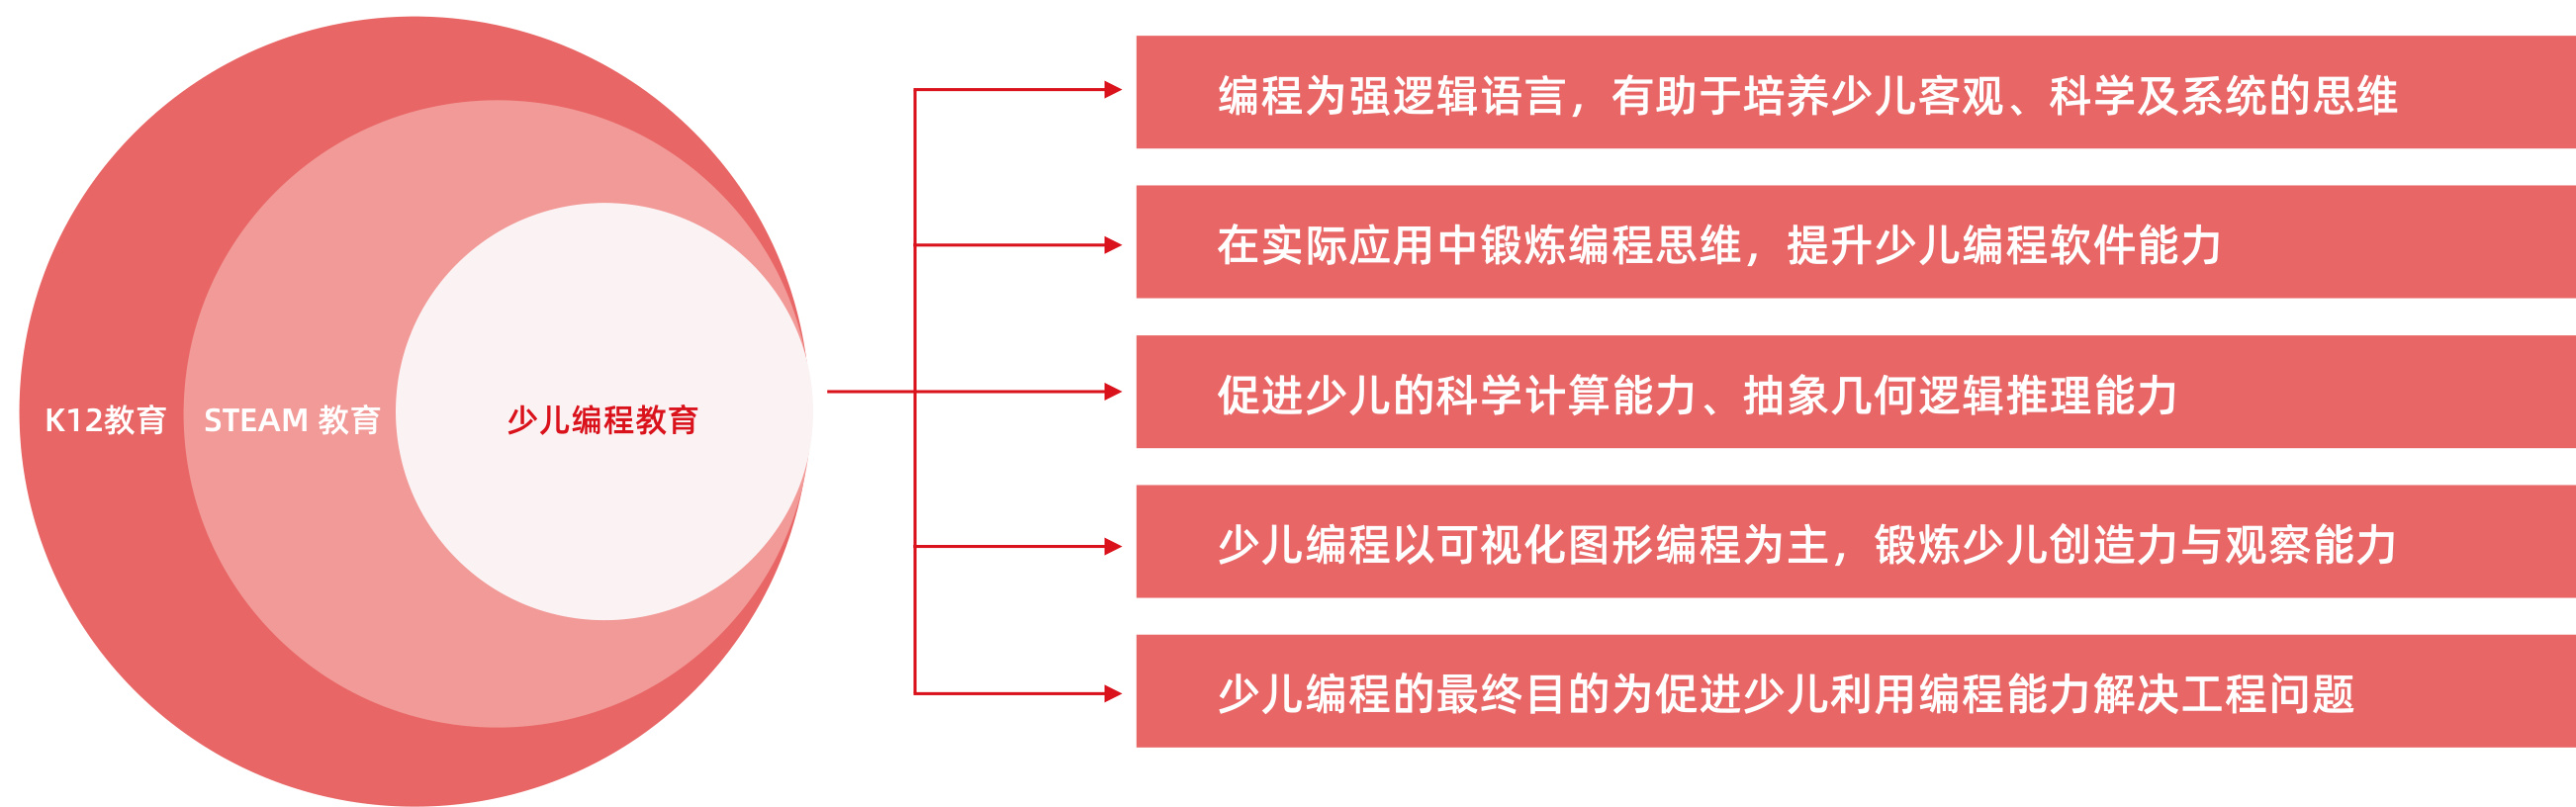 K12教育
STEAM 教育
少儿编程教育
编程为强逻辑语言，有助于培养少儿客观、科学及系统的思维
在实际应用中锻炼编程思维，提升少儿编程软件能力
促进少儿的科学计算能力、抽象几何逻辑推理能力
少儿编程以可视化图形编程为主，锻炼少儿创造力与观察能力
少儿编程的最终目的为促进少儿利用编程能力解决工程问题